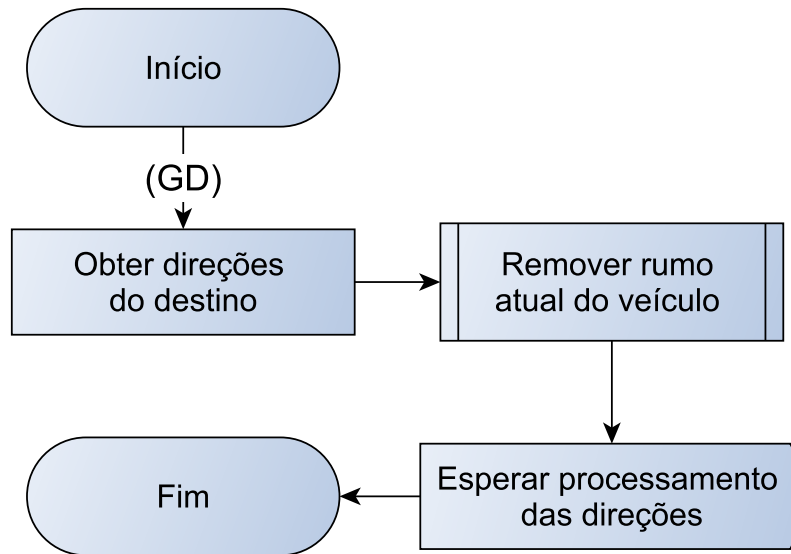 Início
(GD)
Obter direções
do destino
Remover rumo
atual do veículo
Esperar processamento
das direções
Fim